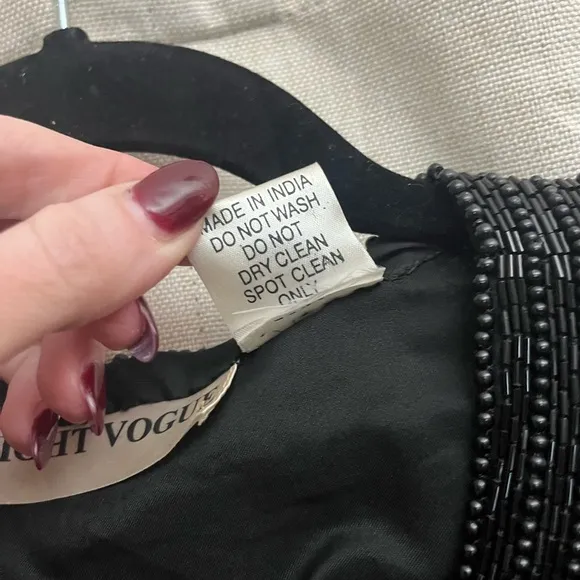 MADE IN INDIA
DO NOT WASH.
DO NOT
DRY CLEAN
SPOT CLEAN
ONLY
VOGUE